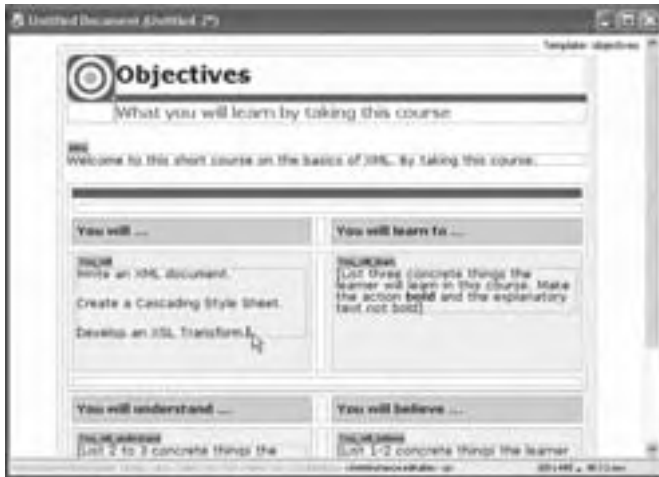 Untitled Document (Untitled-2*)
Template: objectives
Objectives
What you will learn by taking this course
Welcome to this short course on the basics of XML. By taking this course,
You will ...
You will learn to ...
You_will
Write an XML document.
Create a Cascading Style Sheet.
Develop an XSL Transform.
You_will_learn
[List three concrete things the
learner will learn in this course. Make
the action bold and the explanatory
text not bold]
You will understand ...
You will believe ...
You_will_understand
[List 2 to 3 concrete things the
You_will_believe
[List 1-2 concrete things the learner